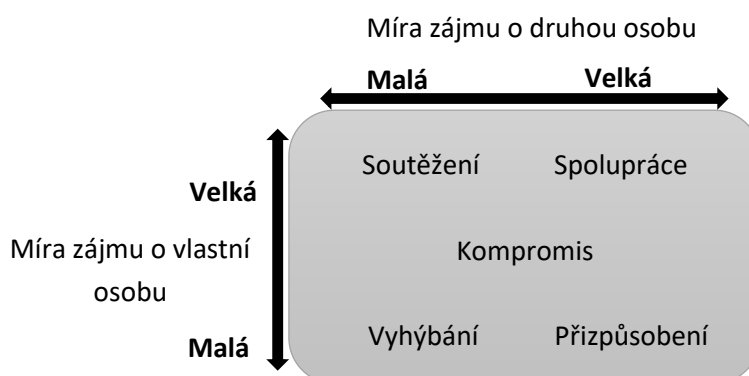 Míra zájmu o druhou osobu
Malá Velká
Soutěžení Spolupráce
Velká
Míra zájmu o vlastní
osobu
Kompromis
Vyhýbání Přizpůsobení
Malá